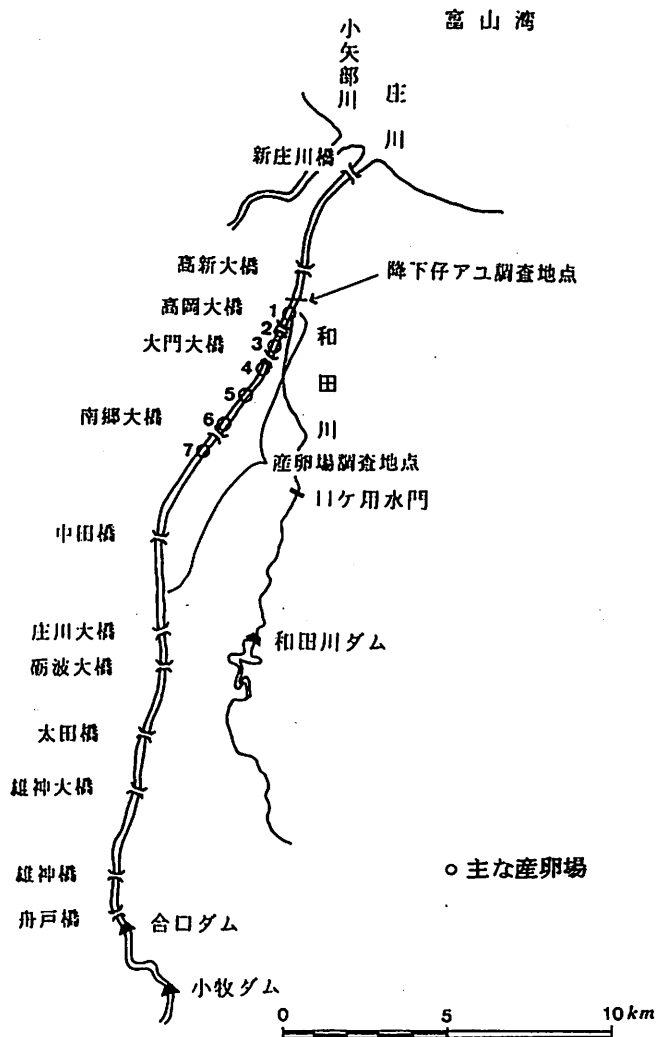 富山湾
小矢部川
庄川
新庄川橋
高新大橋
降下仔アユ調査地点
高岡大橋
1
2
和田川
大門大橋
3
4
5
南郷大橋
6
7
産卵場調査地点
11ケ用水門
中田橋
庄川大橋
和田川ダム
砺波大橋
太田橋
雄神大橋
雄神橋
主な産卵場
舟戸橋
合口ダム
小牧ダム
0 5 10 km